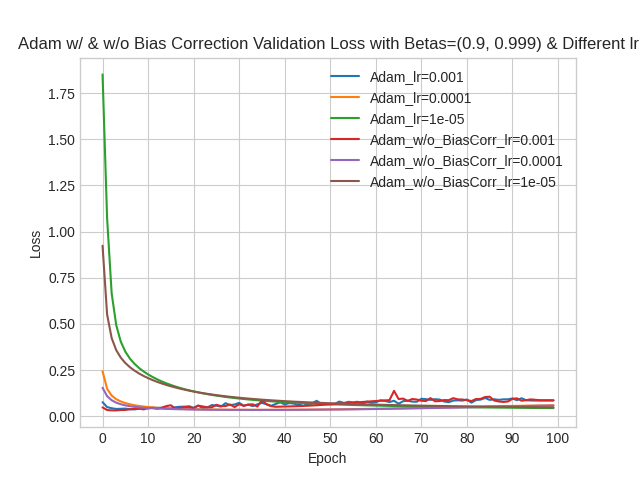 Adam w/ & w/o Bias Correction Validation Loss with Betas=(0.9, 0.999) & Different lr
Adam_lr=0.001
Adam_lr=0.0001
Adam_lr=1e-05
Adam_w/o_BiasCorr_lr=0.001
Adam_w/o_BiasCorr_lr=0.0001
Adam_w/o_BiasCorr_lr=1e-05
Loss
1.75
1.50
1.25
1.00
0.75
0.50
0.25
0.00
0 10 20 30 40 50 60 70 80 90 100
Epoch